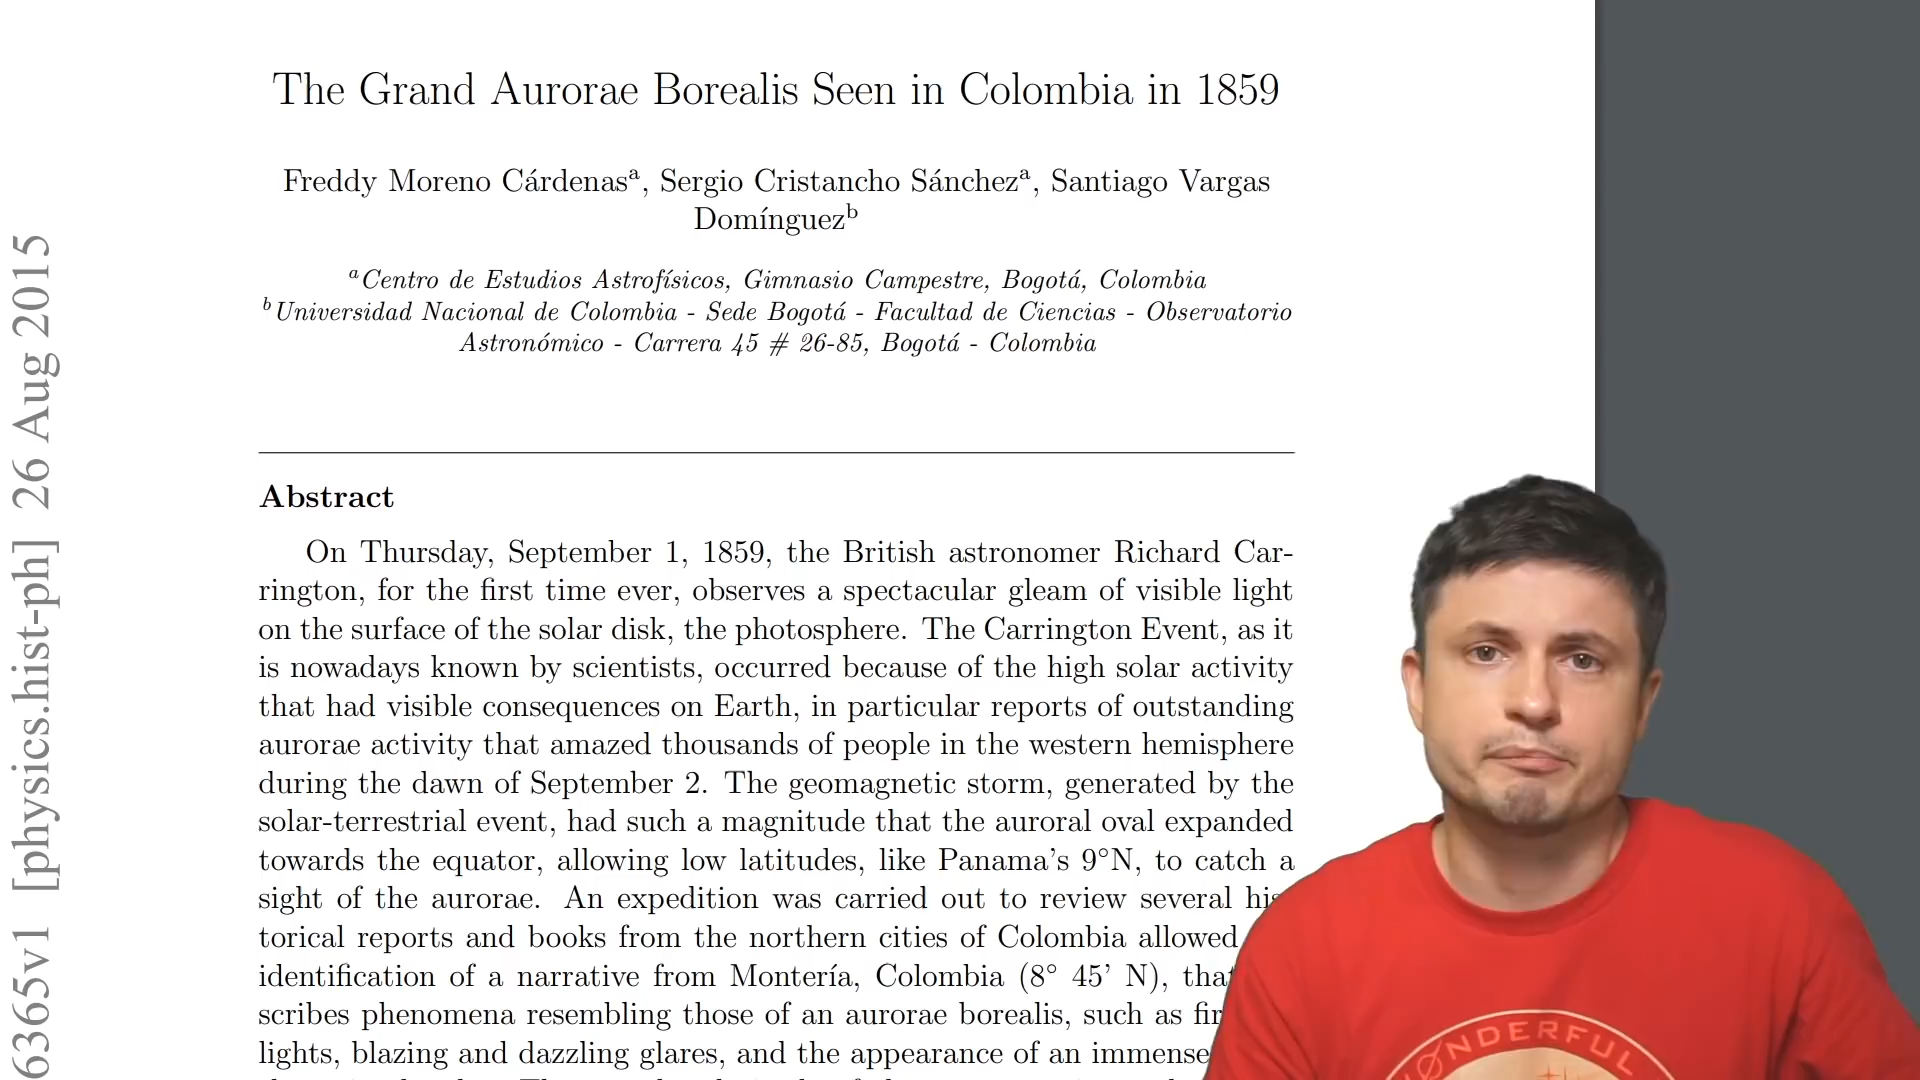 The Grand Aurorae Borealis Seen in Colombia in 1859
Freddy Moreno Cárdenasᵃ, Sergio Cristancho Sánchezᵃ, Santiago Vargas
Domínguezᵇ
ᵃCentro de Estudios Astrofísicos, Gimnasio Campestre, Bogotá, Colombia
ᵇUniversidad Nacional de Colombia - Sede Bogotá - Facultad de Ciencias - Observatorio
Astronómico - Carrera 45 # 26-85, Bogotá - Colombia
Abstract
On Thursday, September 1, 1859, the British astronomer Richard Car-
rington, for the first time ever, observes a spectacular gleam of visible light
on the surface of the solar disk, the photosphere. The Carrington Event, as it
is nowadays known by scientists, occurred because of the high solar activity
that had visible consequences on Earth, in particular reports of outstanding
aurorae activity that amazed thousands of people in the western hemisphere
during the dawn of September 2. The geomagnetic storm, generated by the
solar-terrestrial event, had such a magnitude that the auroral oval expanded
towards the equator, allowing low latitudes, like Panama's 9°N, to catch a
sight of the aurorae. An expedition was carried out to review several his
torical reports and books from the northern cities of Colombia allowed
identification of a narrative from Montería, Colombia (8° 45' N), that
scribes phenomena resembling those of an aurorae borealis, such as fir
lights, blazing and dazzling glares, and the appearance of an immense
6365v1 [physics.hist-ph] 26 Aug 2015
WONDERFUL